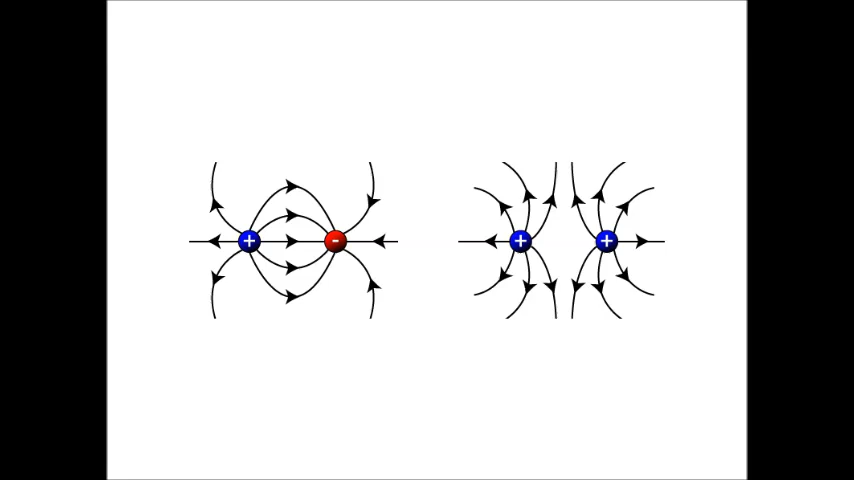 + - + +